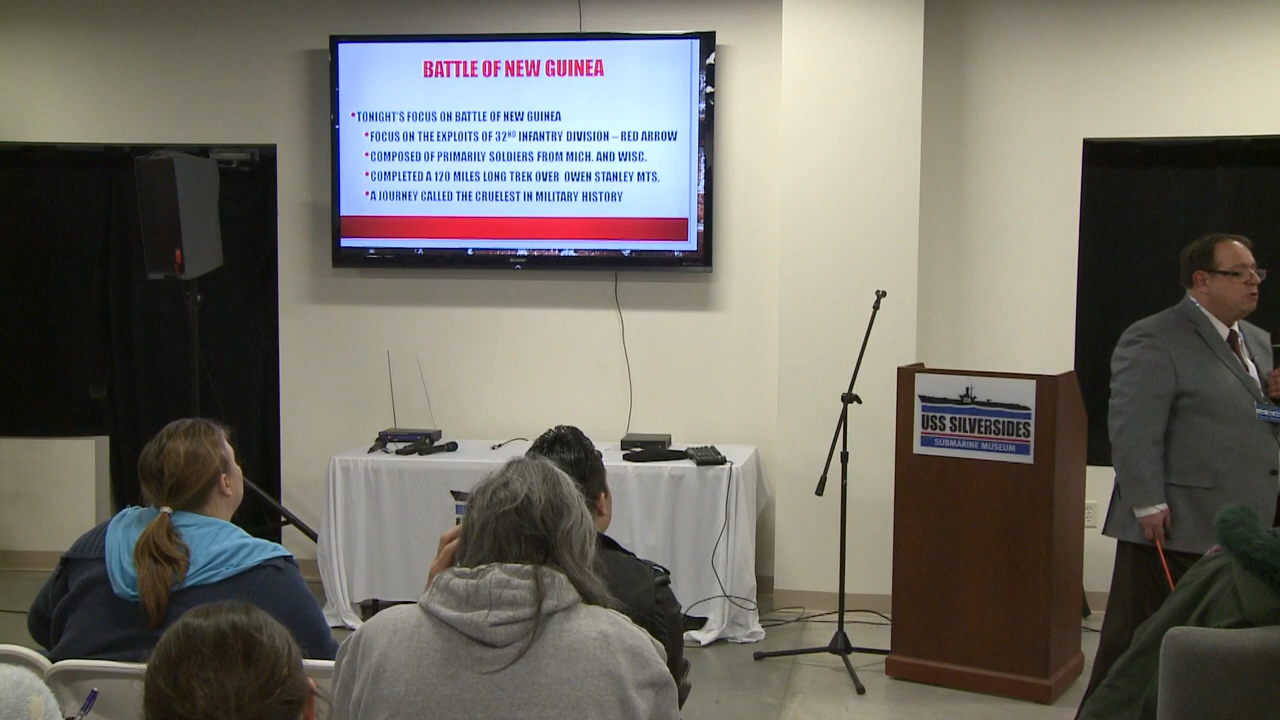 BATTLE OF NEW GUINEA
•TONIGHT'S FOCUS ON BATTLE OF NEW GUINEA
•FOCUS ON THE EXPLOITS OF 32ND INFANTRY DIVISION – RED ARROW
•COMPOSED OF PRIMARILY SOLDIERS FROM MICH. AND WISC.
•COMPLETED A 120 MILES LONG TREK OVER OWEN STANLEY MTS.
•A JOURNEY CALLED THE CRUELEST IN MILITARY HISTORY
SHARP
USS SILVERSIDES
SUBMARINE MUSEUM